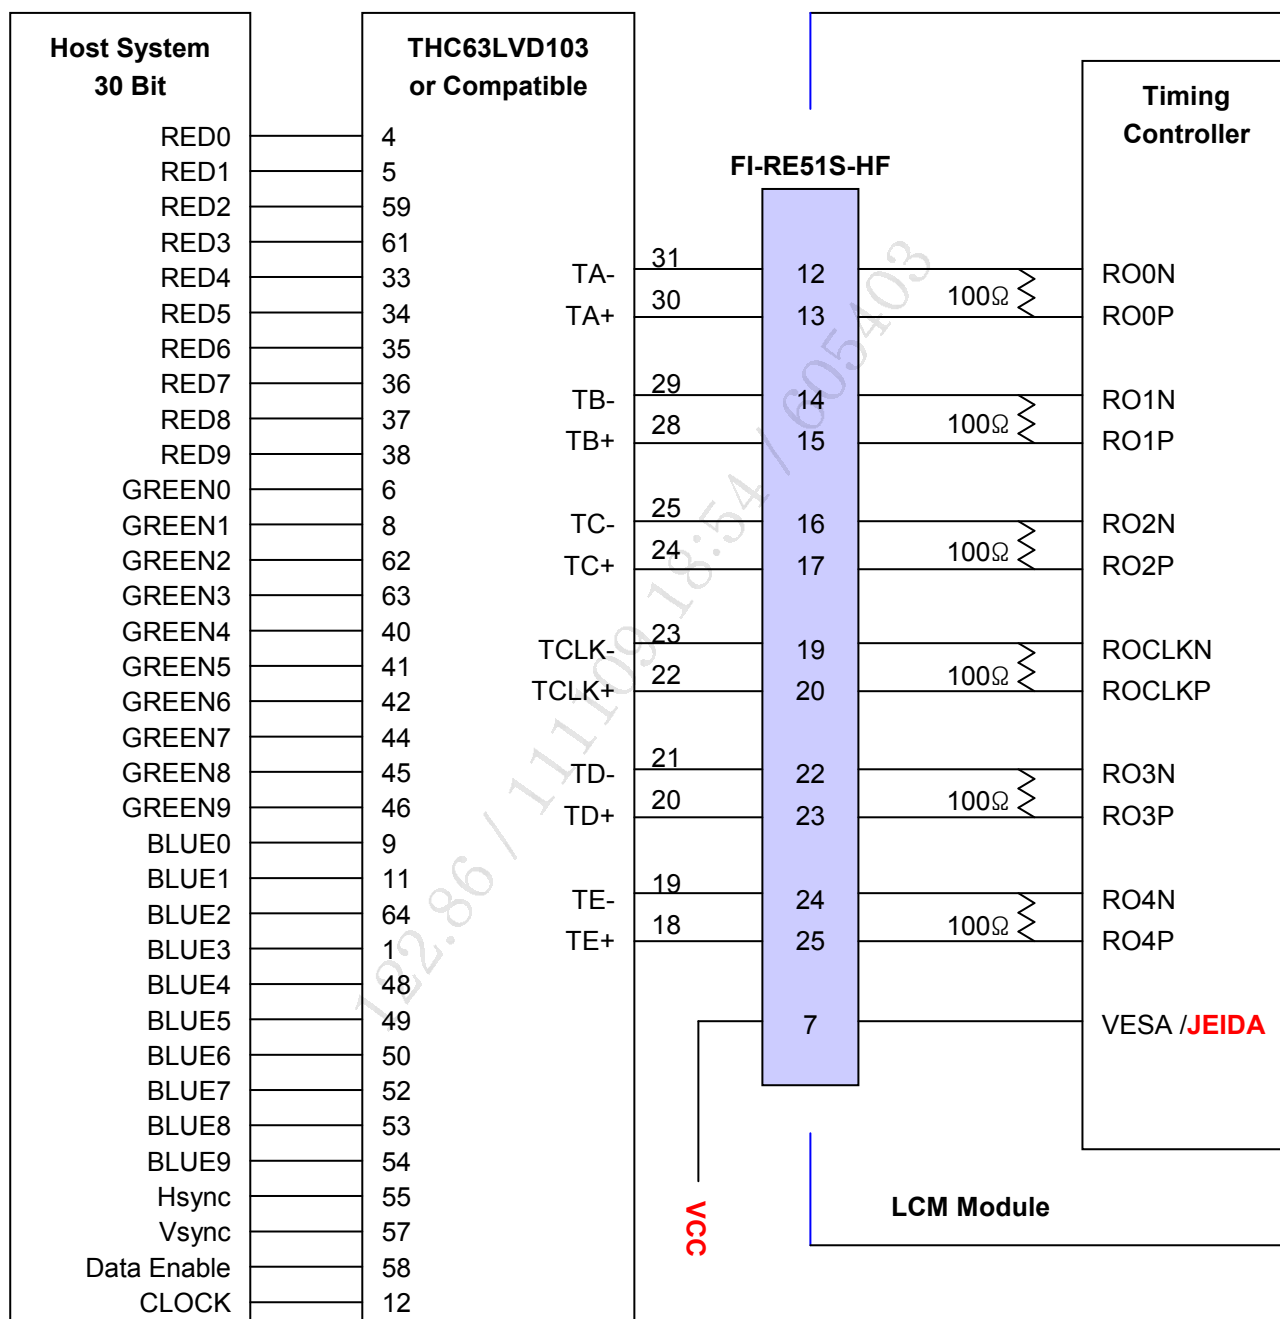 Host System
30 Bit
RED0 4
RED1 5
RED2 59
RED3 61
RED4 33
RED5 34
RED6 35
RED7 36
RED8 37
RED9 38
GREEN0 6
GREEN1 8
GREEN2 62
GREEN3 63
GREEN4 40
GREEN5 41
GREEN6 42
GREEN7 44
GREEN8 45
GREEN9 46
BLUE0 9
BLUE1 11
BLUE2 64
BLUE3 1
BLUE4 48
BLUE5 49
BLUE6 50
BLUE7 52
BLUE8 53
BLUE9 54
Hsync 55
Vsync 57
Data Enable 58
CLOCK 12
THC63LVD103
or Compatible
TA- 31 12 RO0N
100Ω
TA+ 30 13 RO0P
TB- 29 14 RO1N
100Ω
TB+ 28 15 RO1P
TC- 25 16 RO2N
100Ω
TC+ 24 17 RO2P
TCLK- 23 19 ROCLKN
100Ω
TCLK+ 22 20 ROCLKP
TD- 21 22 RO3N
100Ω
TD+ 20 23 RO3P
TE- 19 24 RO4N
100Ω
TE+ 18 25 RO4P
7 VESA /JEIDA
FI-RE51S-HF
Timing
Controller
VCC
LCM Module
122.86 / 111109 18:54 / 605403